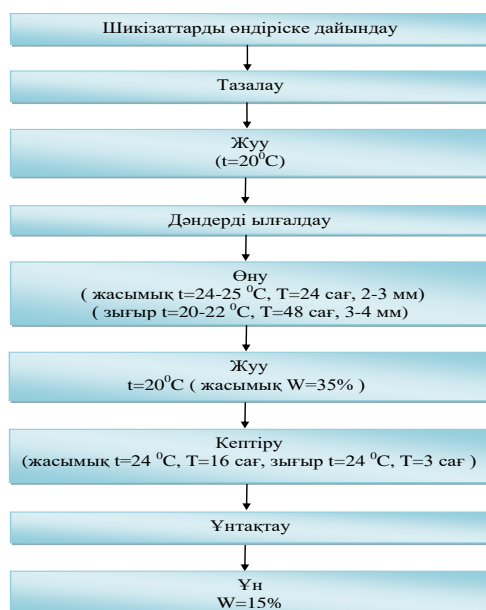 Шикізаттарды өндіріске дайындау
Тазалау
Жуу
(t=20⁰C)
Дәндерді ылғалдау
Өну
( жасымық t=24-25 ⁰C, T=24 сағ, 2-3 мм)
( зығыр t=20-22 ⁰C, T=48 сағ, 3-4 мм)
Жуу
t=20⁰C ( жасымық W=35% )
Кептіру
(жасымық t=24 ⁰C, T=16 сағ, зығыр t=24 ⁰C, T=3 сағ )
Ұнтақтау
Ұн
W=15%